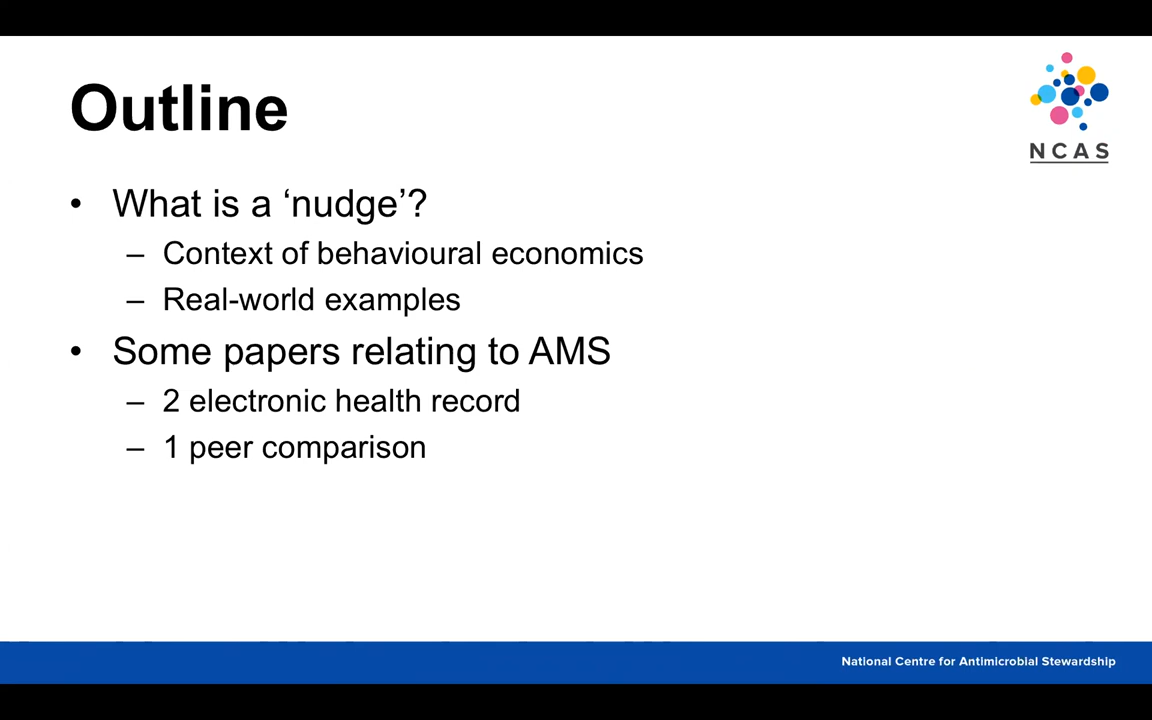 Outline
NCAS
• What is a ‘nudge’?
– Context of behavioural economics
– Real-world examples
• Some papers relating to AMS
– 2 electronic health record
– 1 peer comparison
National Centre for Antimicrobial Stewardship